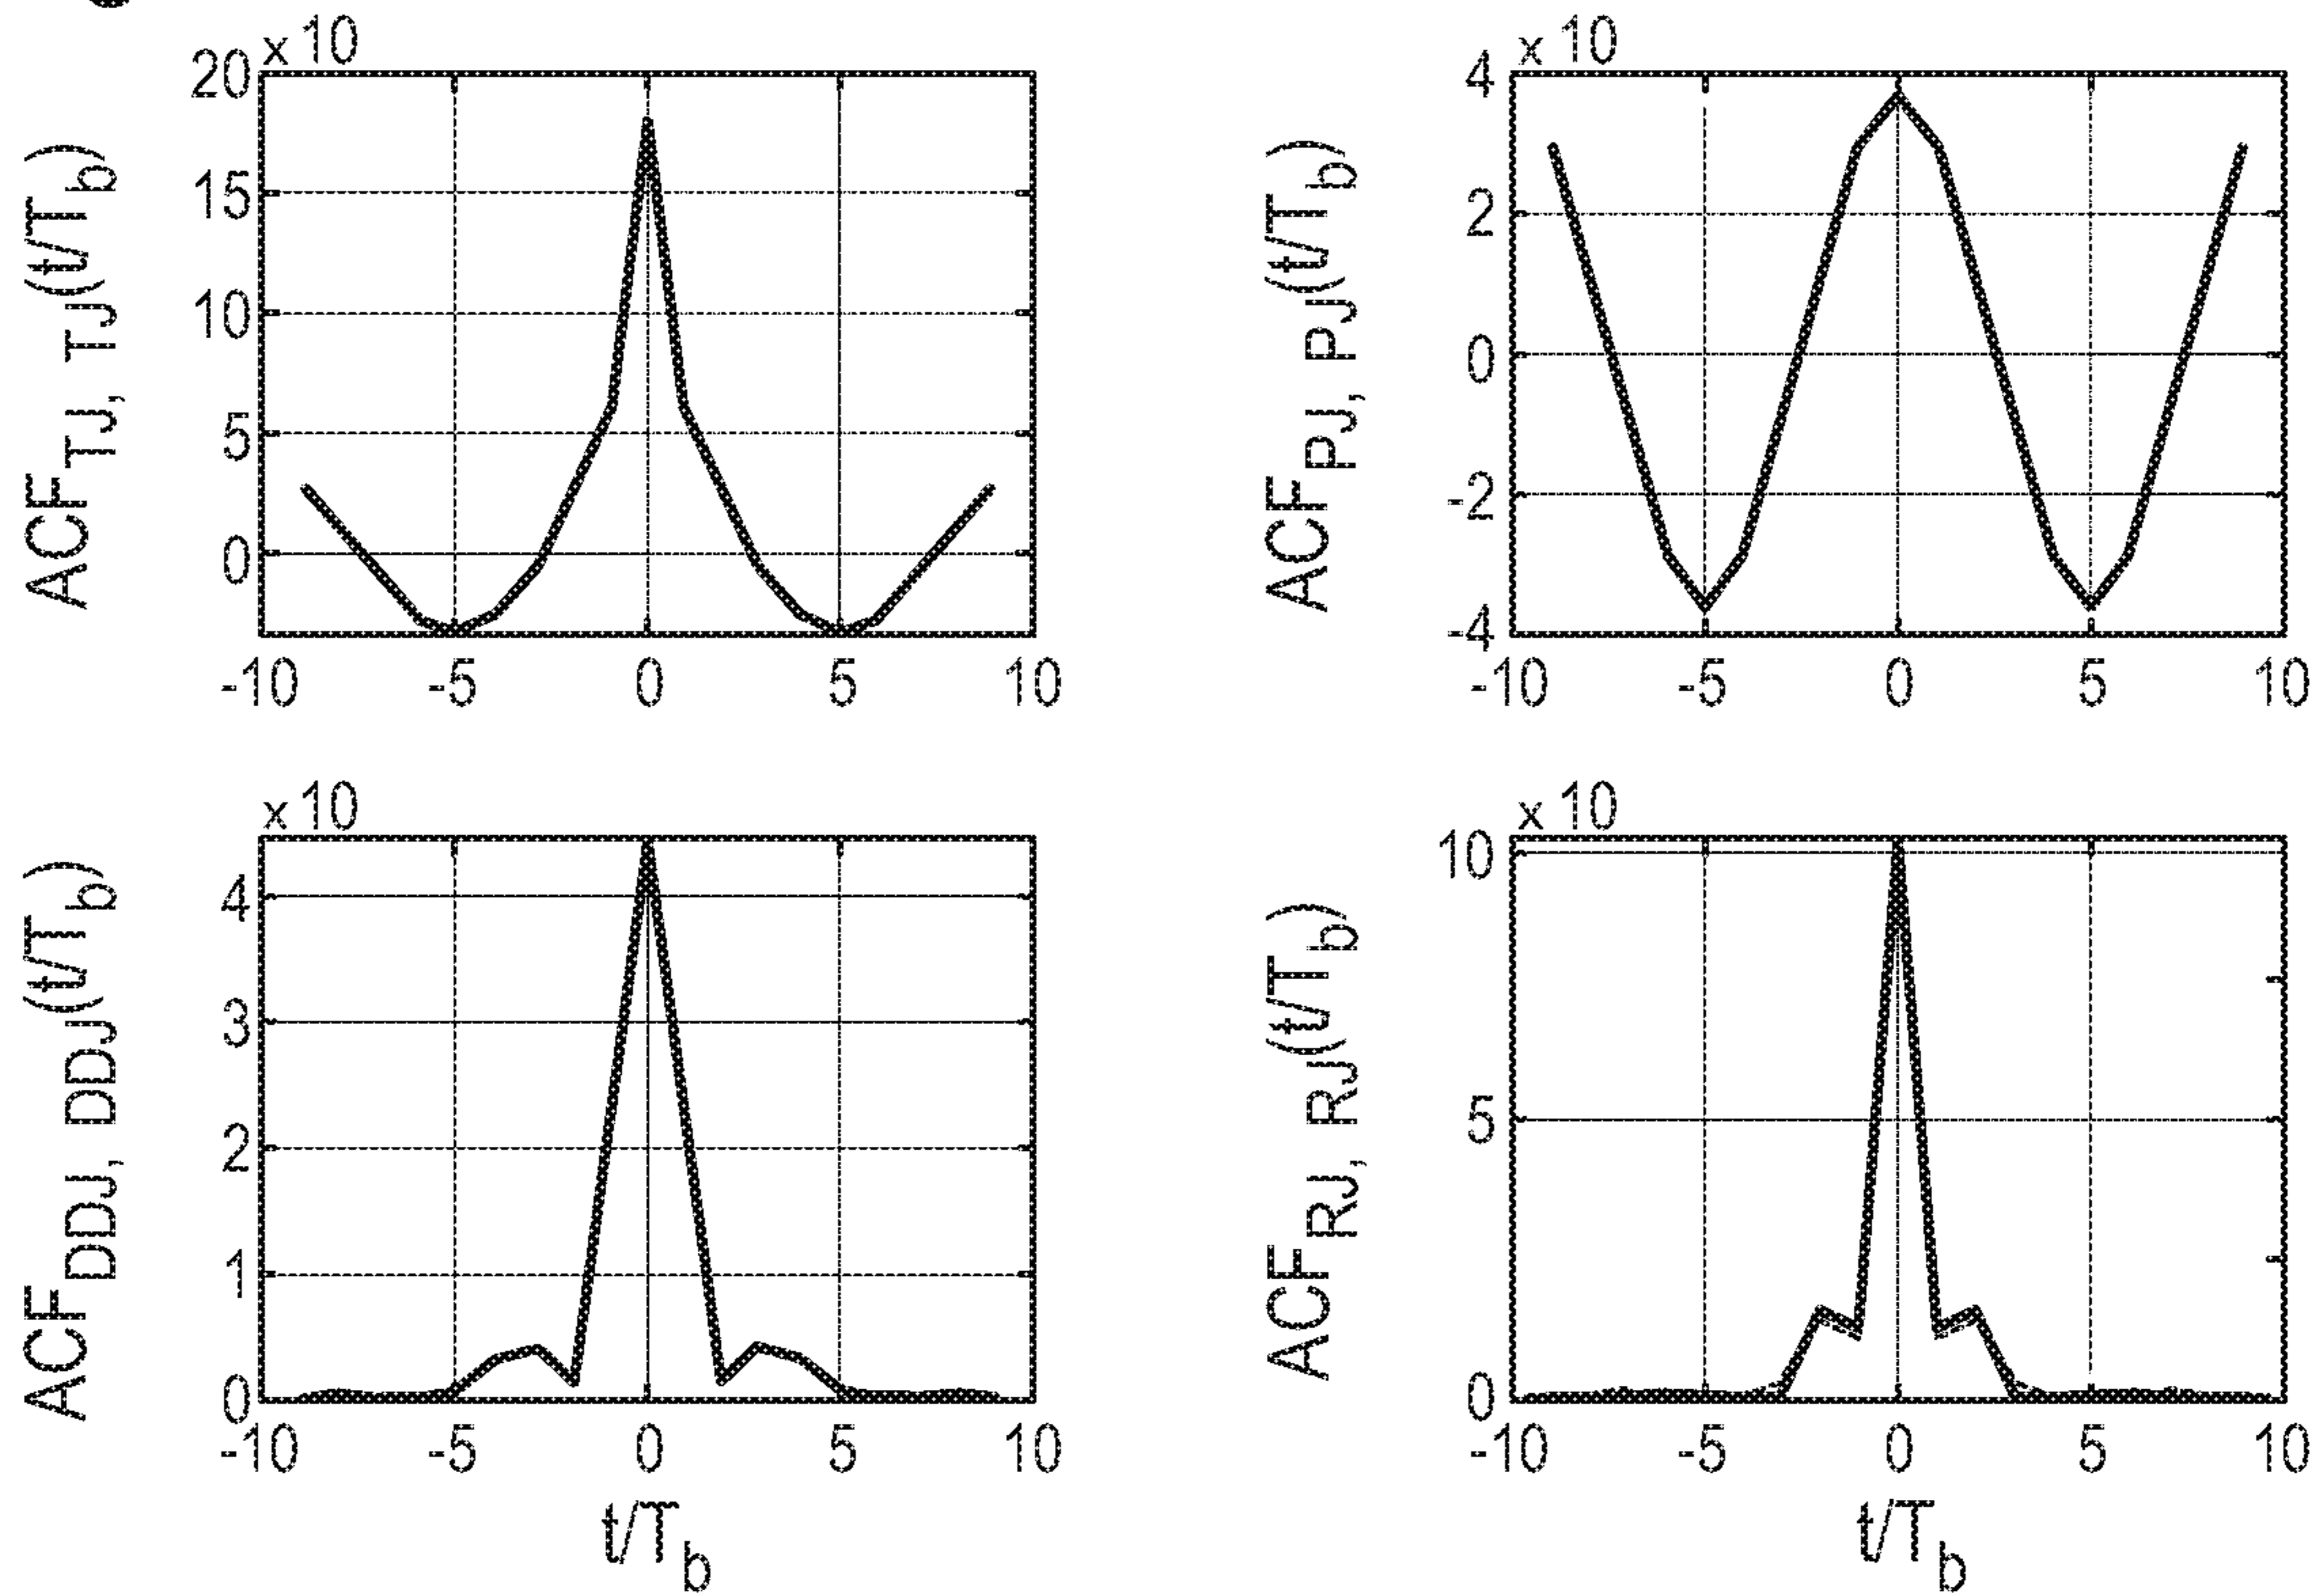 x 10
20
15
10
5
0
-10 -5 0 5 10
ACF_TJ, TJ(t/T_b)
x 10
4
2
0
-2
-4
-10 -5 0 5 10
ACF_PJ, PJ(t/T_b)
x 10
4
3
2
1
0
-10 -5 0 5 10
ACF_DDJ, DDJ(t/T_b)
t/T_b
x 10
10
5
0
-10 -5 0 5 10
ACF_RJ, RJ(t/T_b)
t/T_b